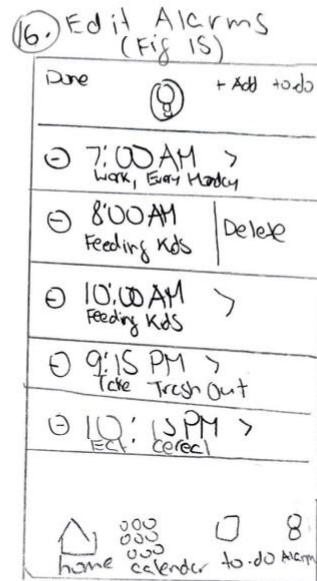 16. Edit Alarms
(Fig 15)
Done + Add to do
⊖ 7:00 AM >
Work, Every Monday
⊖ 8:00 AM Delete
Feeding Kids
⊖ 10:00 AM >
Feeding Kids
⊖ 9:15 PM >
Take Trash Out
⊖ 10:15 PM >
Eat Cereal
home calendar to-do Alarm